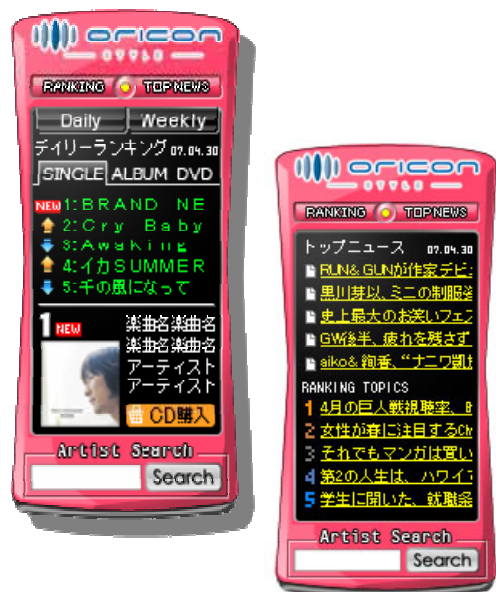 oricon
STYLE
RANKING TOP NEWS
Daily Weekly
デイリーランキング 07.04.30
SINGLE ALBUM DVD
NEW 1:BRAND NE
2:Cry Baby
3:Awaking
4:イカSUMMER
5:千の風になって
1 NEW
楽曲名楽曲名
楽曲名楽曲名
アーティスト
アーティスト
CD購入
Artist Search
Search
oricon
STYLE
RANKING TOP NEWS
トップニュース 07.04.30
RUN&GUNが作家デビ
黒川芽以、ミニの制服姿
史上最大のお笑いフェス
GW後半、疲れを残さず
aiko&絢香、“ナニワ凱
RANKING TOPICS
1 4月の巨人戦視聴率、
2 女性が春に注目するCM
3 それでもマンガは買い
4 第2の人生は、ハワイ
5 学生に聞いた、就職
Artist Search
Search